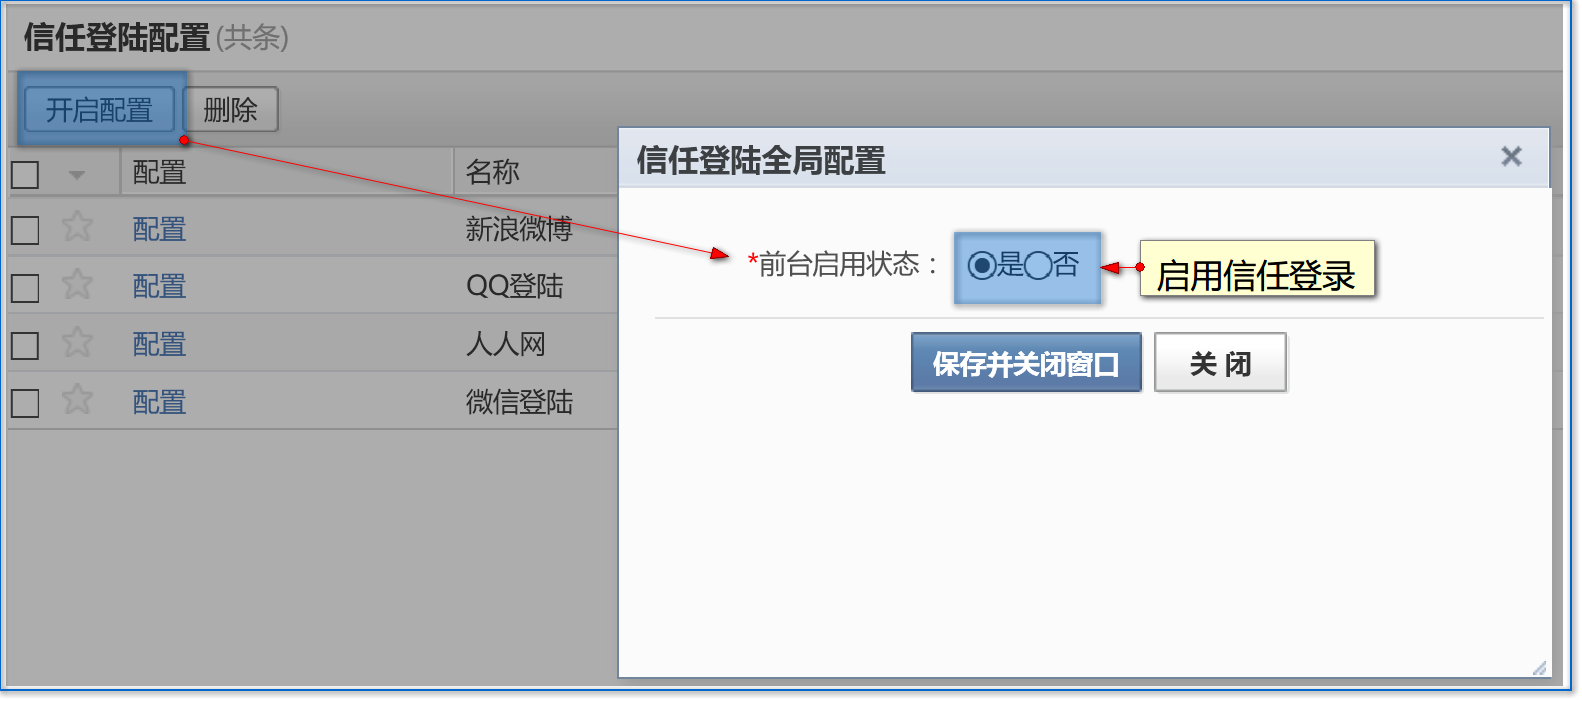 信任登陆配置(共条)
开启配置 删除
配置 名称
配置 新浪微博
配置 QQ登陆
配置 人人网
配置 微信登陆
信任登陆全局配置
*前台启用状态： 是 否
启用信任登录
保存并关闭窗口 关 闭